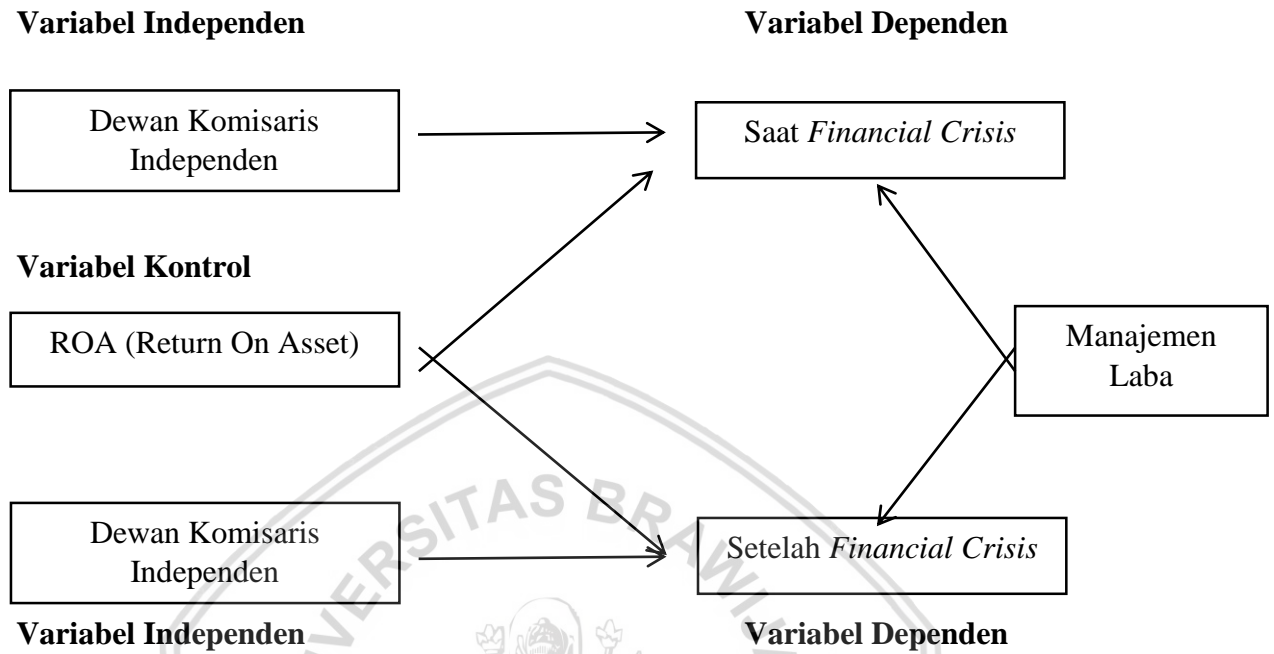 Variabel Independen
Variabel Dependen
Dewan Komisaris
Independen
Saat Financial Crisis
Variabel Kontrol
ROA (Return On Asset)
Manajemen
Laba
Dewan Komisaris
Independen
Setelah Financial Crisis
Variabel Independen
Variabel Dependen